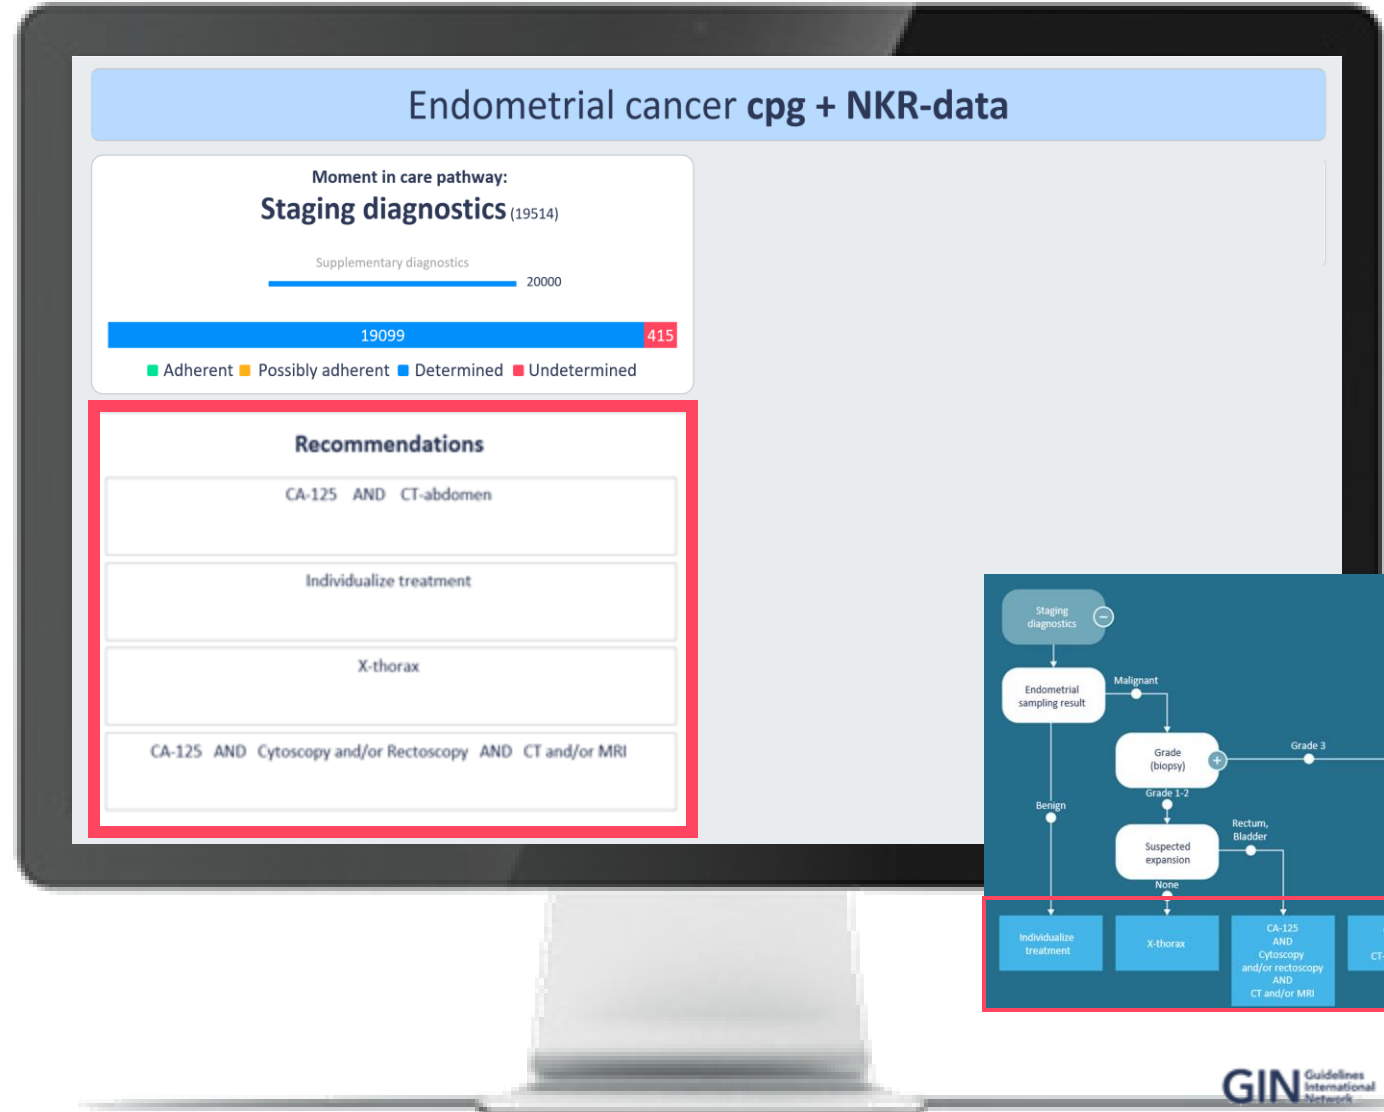 Endometrial cancer cpg + NKR-data
Moment in care pathway:
Staging diagnostics (19514)
Supplementary diagnostics
20000
19099
415
Adherent Possibly adherent Determined Undetermined
Recommendations
CA-125 AND CT-abdomen
Individualize treatment
X-thorax
CA-125 AND Cytoscopy and/or Rectoscopy AND CT and/or MRI
Staging
diagnostics
Endometrial
sampling result
Malignant
Grade
(biopsy)
Grade 3
Benign
Grade 1-2
Suspected
expansion
Rectum,
Bladder
None
Individualize
treatment
X-thorax
CA-125
AND
Cytoscopy
and/or rectoscopy
AND
CT and/or MRI
CT-
GIN Guidelines
International
Network